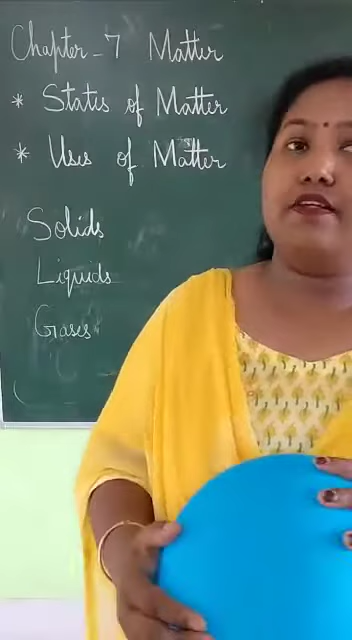 Chapter-7 Matter
* States of Matter
* Uses of Matter
Solids
Liquids
Gases